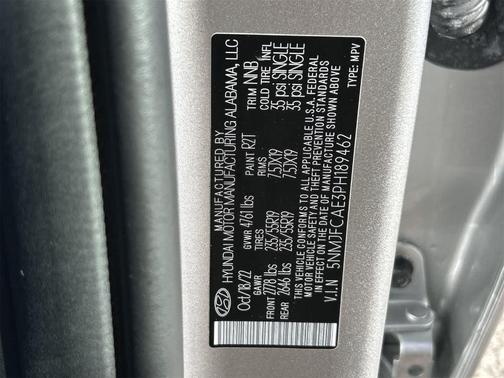 MANUFACTURED BY
HYUNDAI MOTOR MANUFACTURING ALABAMA, LLC
Oct/18/22 GVWR 4761 lbs PAINT R2T TRIM NNB
GAWR TIRES RIMS COLD TIRE INFL
FRONT 2778 lbs 235/55R19 7.5JX19 35 psi SINGLE
REAR 2646 lbs 235/55R19 7.5JX19 35 psi SINGLE
THIS VEHICLE CONFORMS TO ALL APPLICABLE U.S.A. FEDERAL
MOTOR VEHICLE SAFETY, BUMPER, AND THEFT PREVENTION STANDARDS
IN EFFECT ON THE DATE OF MANUFACTURE SHOWN ABOVE
V.I.N 5NMJFCAE3PH189462 TYPE: MPV